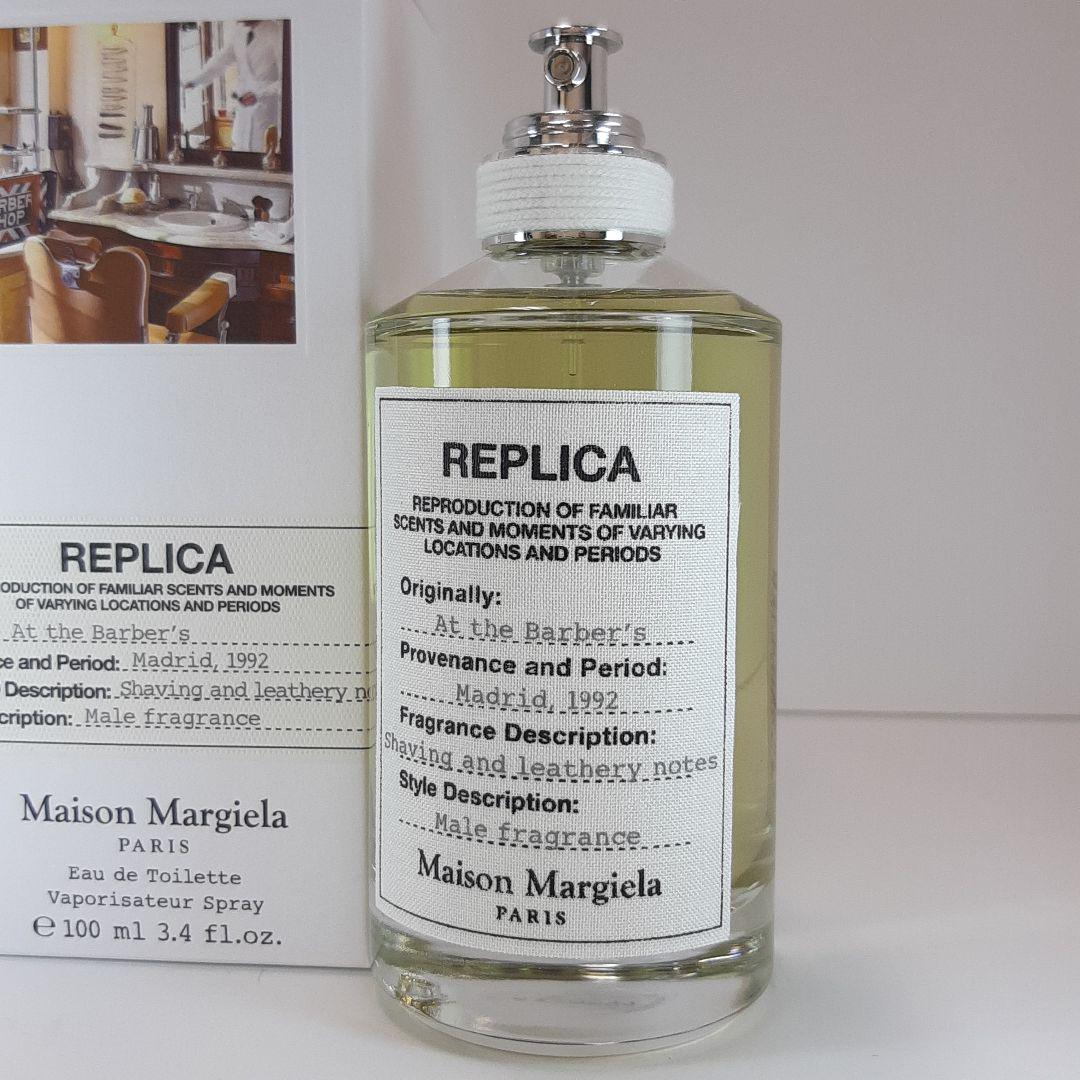 RBER
HOP
REPLICA
ODUCTION OF FAMILIAR SCENTS AND MOMENTS
OF VARYING LOCATIONS AND PERIODS
At the Barber's
ce and Period: Madrid, 1992
Description: Shaving and leathery no
cription: Male fragrance
Maison Margiela
PARIS
Eau de Toilette
Vaporisateur Spray
℮ 100 ml 3.4 fl.oz.
REPLICA
REPRODUCTION OF FAMILIAR
SCENTS AND MOMENTS OF VARYING
LOCATIONS AND PERIODS
Originally:
At the Barber's
Provenance and Period:
Madrid, 1992
Fragrance Description:
Shaving and leathery notes
Style Description:
Male fragrance
Maison Margiela
PARIS